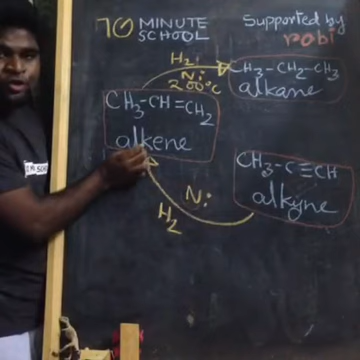 10 MINUTE
SCHOOL
Supported by
robi
H2
Ni
200°C
CH3-CH2-CH3
alkane
CH3-CH=CH2
alkene
CH3-C≡CH
alkyne
Ni
H2